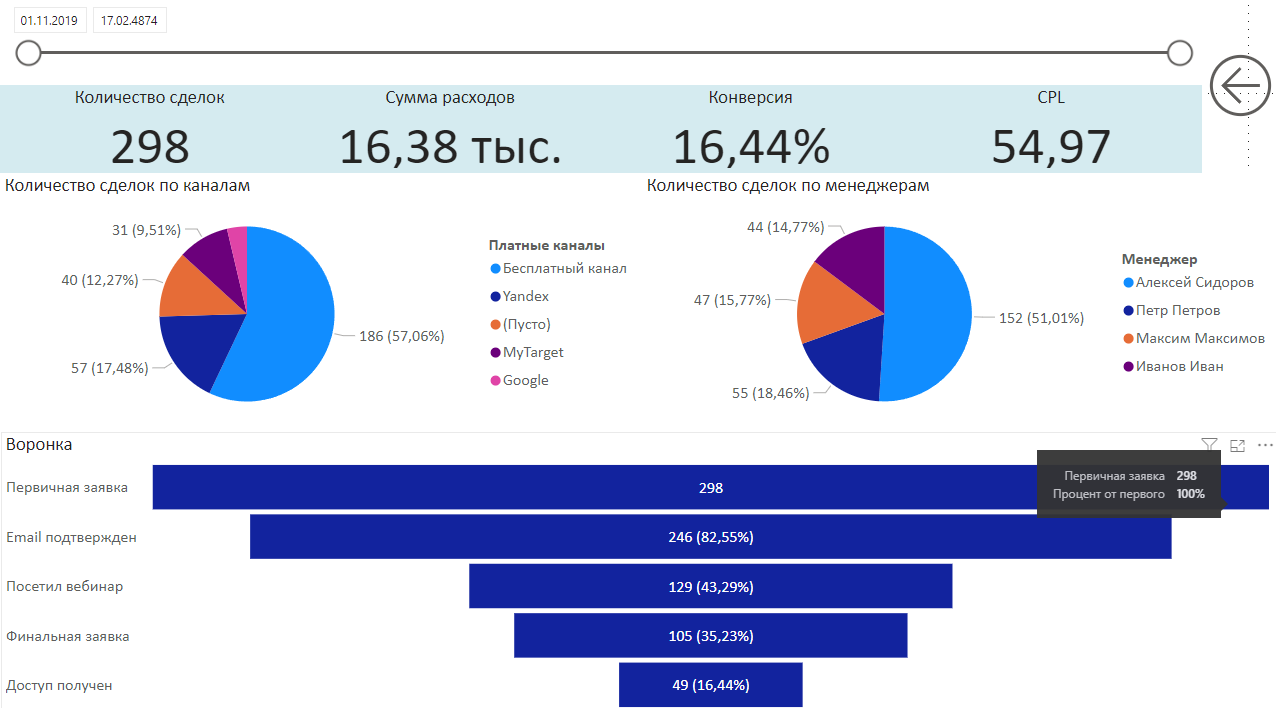 01.11.2019 17.02.4874
Количество сделок Сумма расходов Конверсия CPL
298 16,38 тыс. 16,44% 54,97
Количество сделок по каналам
31 (9,51%)
40 (12,27%)
57 (17,48%)
186 (57,06%)
Платные каналы
Бесплатный канал
Yandex
(Пусто)
MyTarget
Google
Количество сделок по менеджерам
44 (14,77%)
47 (15,77%)
55 (18,46%)
152 (51,01%)
Менеджер
Алексей Сидоров
Петр Петров
Максим Максимов
Иванов Иван
Воронка
Первичная заявка 298
Первичная заявка 298
Процент от первого 100%
Email подтвержден 246 (82,55%)
Посетил вебинар 129 (43,29%)
Финальная заявка 105 (35,23%)
Доступ получен 49 (16,44%)